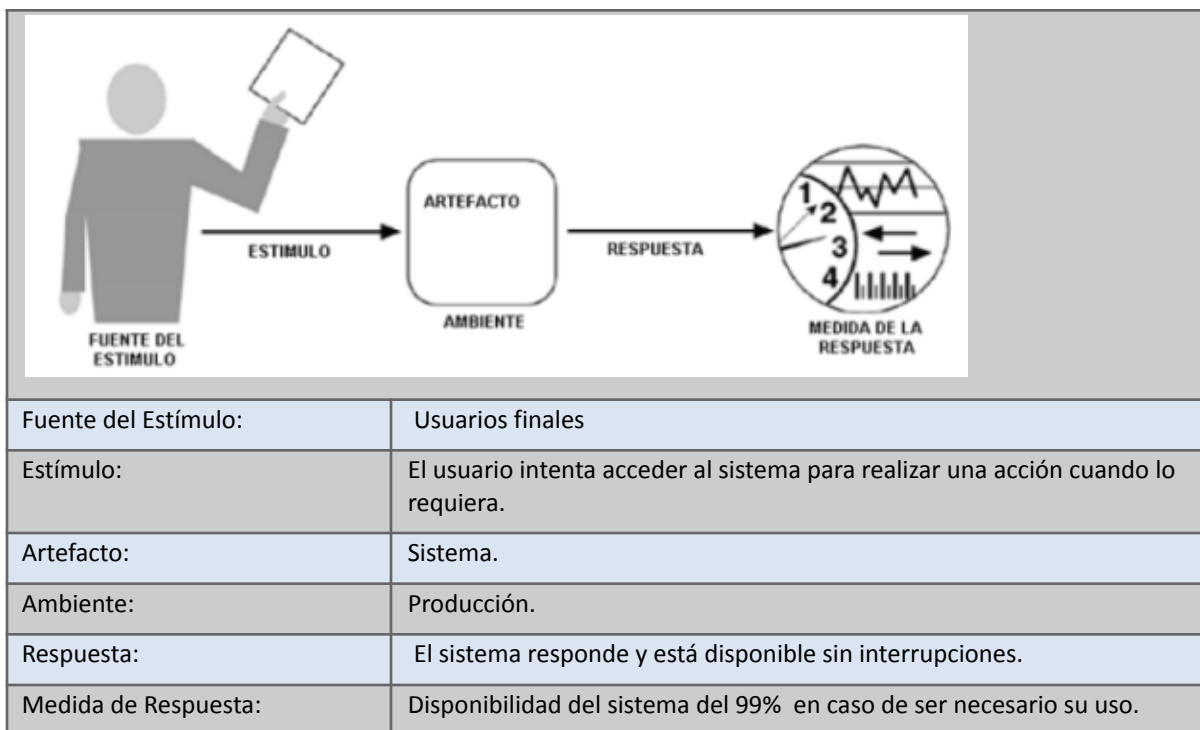 ARTEFACTO
ESTIMULO
RESPUESTA
1
2
3
4
AMBIENTE
FUENTE DEL
ESTIMULO
MEDIDA DE LA
RESPUESTA
Fuente del Estímulo: Usuarios finales
Estímulo: El usuario intenta acceder al sistema para realizar una acción cuando lo
requiera.
Artefacto: Sistema.
Ambiente: Producción.
Respuesta: El sistema responde y está disponible sin interrupciones.
Medida de Respuesta: Disponibilidad del sistema del 99% en caso de ser necesario su uso.